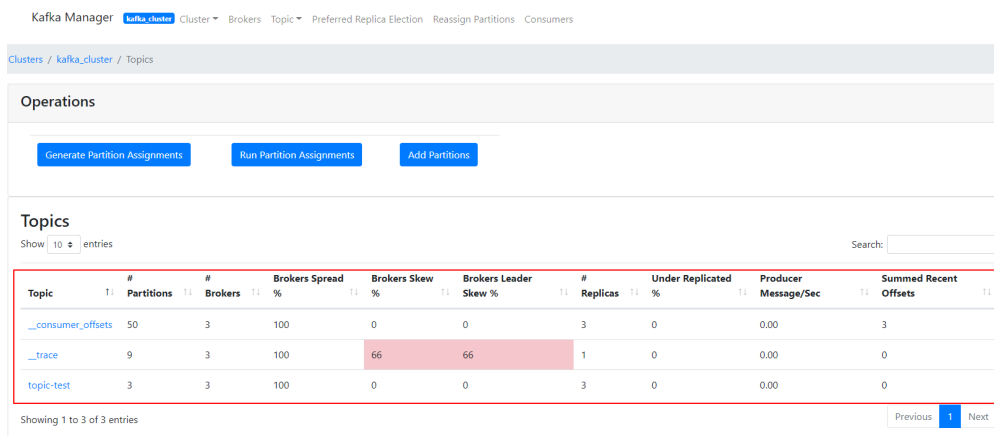 Kafka Manager kafka_cluster Cluster Brokers Topic Preferred Replica Election Reassign Partitions Consumers
Clusters / kafka_cluster / Topics
Operations
Generate Partition Assignments Run Partition Assignments Add Partitions
Topics
Show 10 entries Search:
Topic # Partitions # Brokers Brokers Spread % Brokers Skew % Brokers Leader Skew % # Replicas Under Replicated % Producer Message/Sec Summed Recent Offsets
__consumer_offsets 50 3 100 0 0 3 0 0.00 3
__trace 9 3 100 66 66 1 0 0.00 0
topic-test 3 3 100 0 0 3 0 0.00 0
Showing 1 to 3 of 3 entries Previous 1 Next